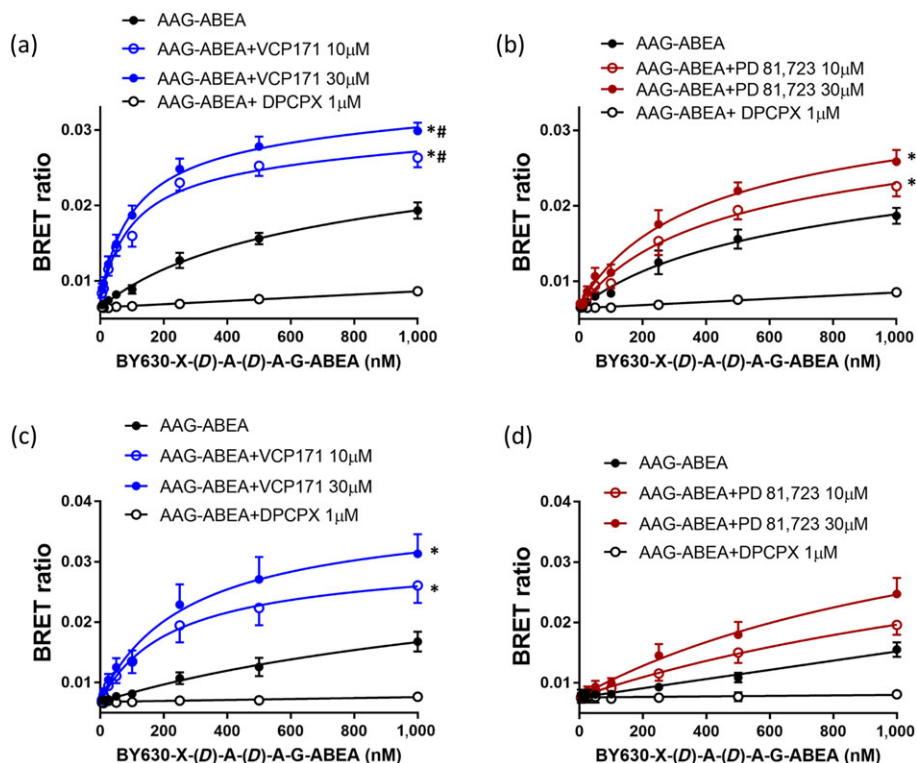 (a)
AAG-ABEA
AAG-ABEA+VCP171 10μM
AAG-ABEA+VCP171 30μM
AAG-ABEA+ DPCPX 1μM
BRET ratio
0.03
0.02
0.01
*#
*#
0 200 400 600 800 1,000
BY630-X-(D)-A-(D)-A-G-ABEA (nM)
(b)
AAG-ABEA
AAG-ABEA+PD 81,723 10μM
AAG-ABEA+PD 81,723 30μM
AAG-ABEA+ DPCPX 1μM
BRET ratio
0.03
0.02
0.01
*
*
0 200 400 600 800 1,000
BY630-X-(D)-A-(D)-A-G-ABEA (nM)
(c)
AAG-ABEA
AAG-ABEA+VCP171 10μM
AAG-ABEA+VCP171 30μM
AAG-ABEA+DPCPX 1μM
BRET ratio
0.04
0.03
0.02
0.01
*
*
0 200 400 600 800 1,000
BY630-X-(D)-A-(D)-A-G-ABEA (nM)
(d)
AAG-ABEA
AAG-ABEA+PD 81,723 10μM
AAG-ABEA+PD 81,723 30μM
AAG-ABEA+DPCPX 1μM
BRET ratio
0.04
0.03
0.02
0.01
0 200 400 600 800 1,000
BY630-X-(D)-A-(D)-A-G-ABEA (nM)